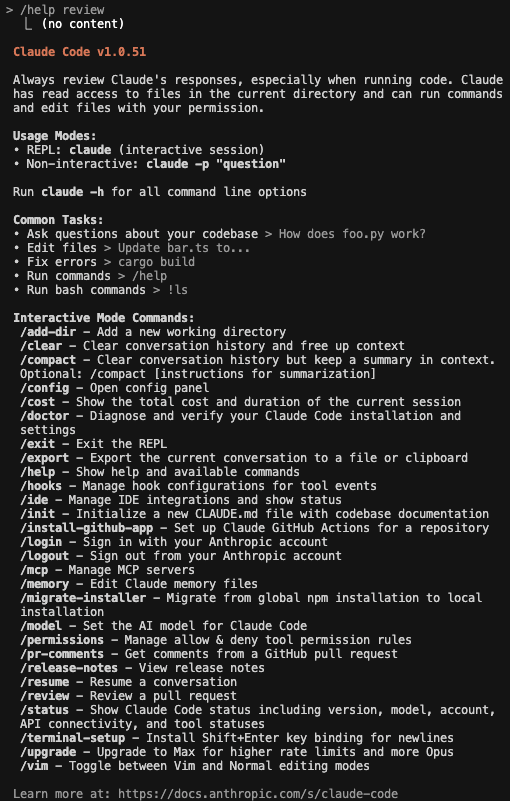 > /help review
⎿ (no content)
Claude Code v1.0.51
Always review Claude's responses, especially when running code. Claude
has read access to files in the current directory and can run commands
and edit files with your permission.
Usage Modes:
• REPL: claude (interactive session)
• Non-interactive: claude -p "question"
Run claude -h for all command line options
Common Tasks:
• Ask questions about your codebase > How does foo.py work?
• Edit files > Update bar.ts to...
• Fix errors > cargo build
• Run commands > /help
• Run bash commands > !ls
Interactive Mode Commands:
/add-dir - Add a new working directory
/clear - Clear conversation history and free up context
/compact - Clear conversation history but keep a summary in context.
Optional: /compact [instructions for summarization]
/config - Open config panel
/cost - Show the total cost and duration of the current session
/doctor - Diagnose and verify your Claude Code installation and
settings
/exit - Exit the REPL
/export - Export the current conversation to a file or clipboard
/help - Show help and available commands
/hooks - Manage hook configurations for tool events
/ide - Manage IDE integrations and show status
/init - Initialize a new CLAUDE.md file with codebase documentation
/install-github-app - Set up Claude GitHub Actions for a repository
/login - Sign in with your Anthropic account
/logout - Sign out from your Anthropic account
/mcp - Manage MCP servers
/memory - Edit Claude memory files
/migrate-installer - Migrate from global npm installation to local
installation
/model - Set the AI model for Claude Code
/permissions - Manage allow & deny tool permission rules
/pr-comments - Get comments from a GitHub pull request
/release-notes - View release notes
/resume - Resume a conversation
/review - Review a pull request
/status - Show Claude Code status including version, model, account,
API connectivity, and tool statuses
/terminal-setup - Install Shift+Enter key binding for newlines
/upgrade - Upgrade to Max for higher rate limits and more Opus
/vim - Toggle between Vim and Normal editing modes
Learn more at: https://docs.anthropic.com/s/claude-code